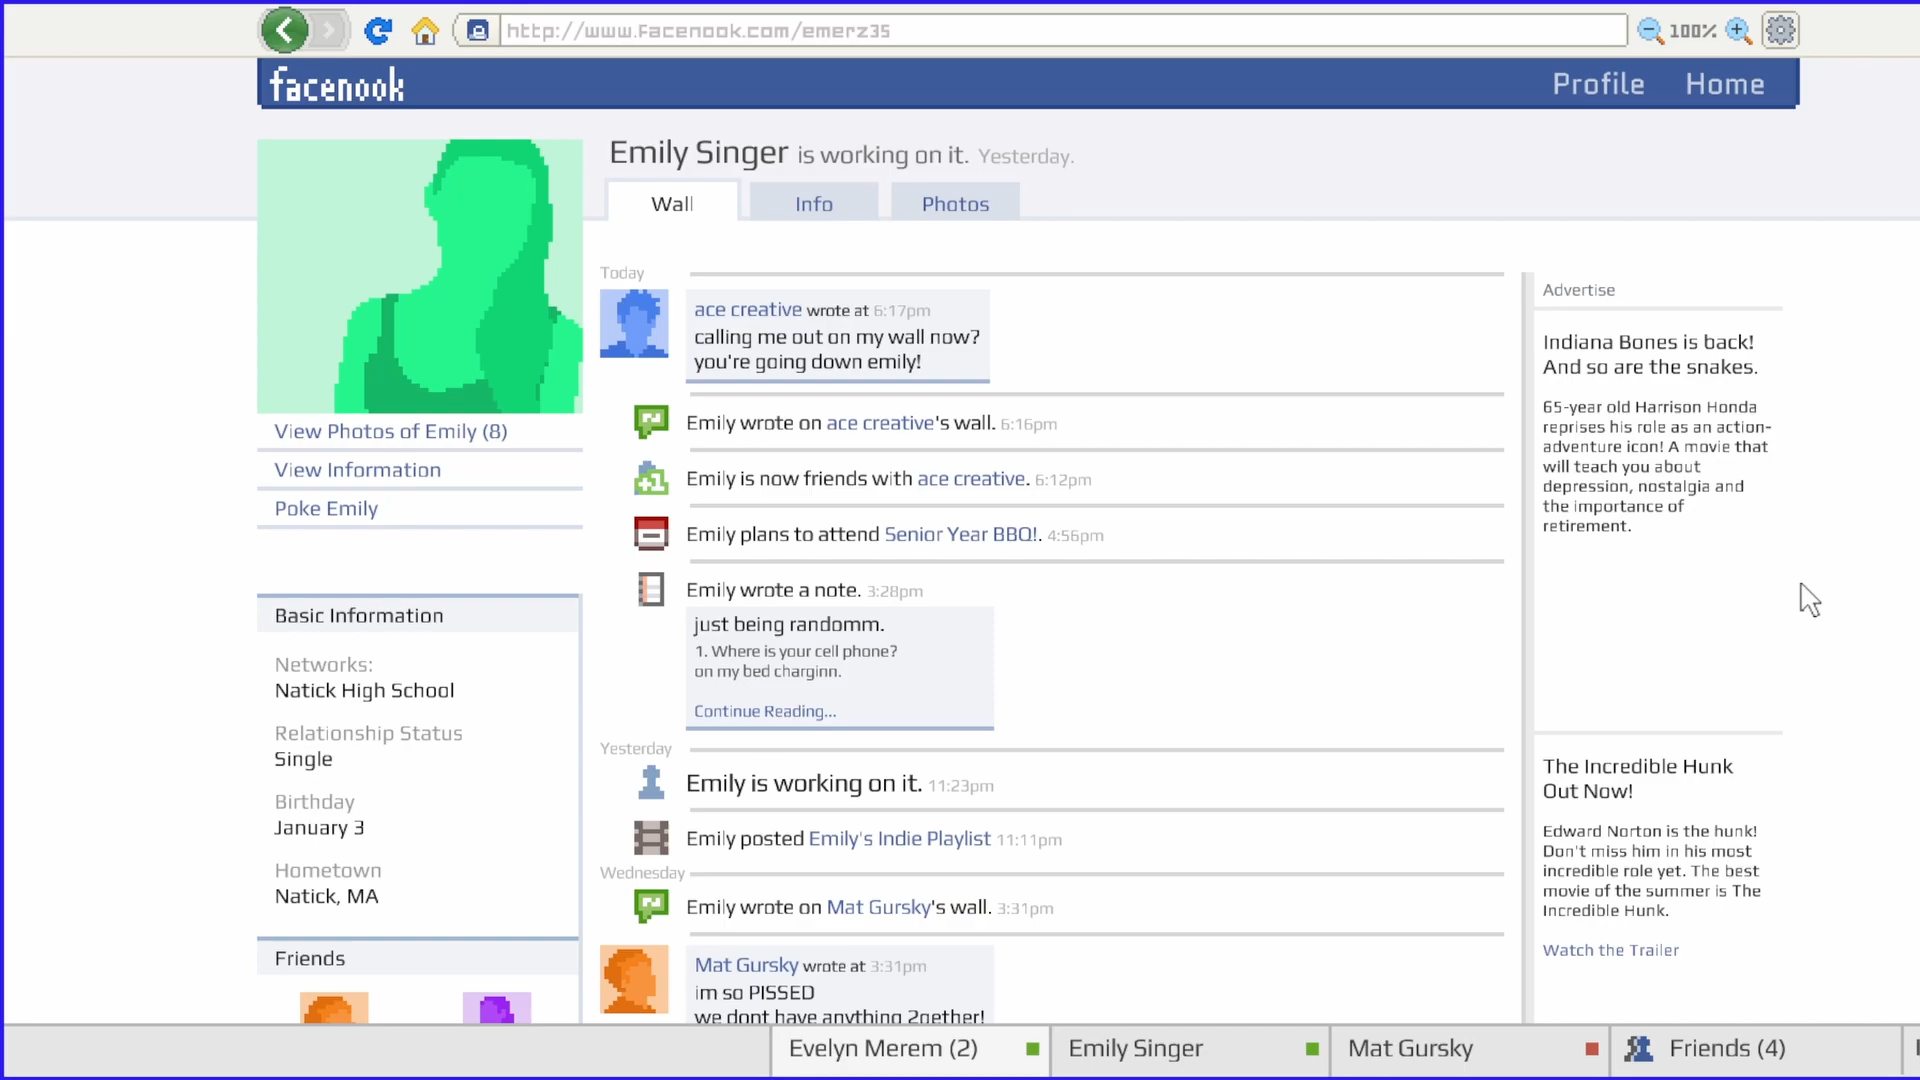 http://www.facenook.com/emerz35
100%
facenook
Profile
Home
Emily Singer is working on it. Yesterday.
Wall
Info
Photos
View Photos of Emily (8)
View Information
Poke Emily
Basic Information
Networks:
Natick High School
Relationship Status
Single
Birthday
January 3
Hometown
Natick, MA
Friends
Today
ace creative wrote at 6:17pm
calling me out on my wall now?
you're going down emily!
Emily wrote on ace creative's wall. 6:16pm
+1
Emily is now friends with ace creative. 6:12pm
Emily plans to attend Senior Year BBQ!. 4:56pm
Emily wrote a note. 3:28pm
just being randomm.
1. Where is your cell phone?
on my bed charginn.
Continue Reading...
Yesterday
Emily is working on it. 11:23pm
Emily posted Emily's Indie Playlist 11:11pm
Wednesday
Emily wrote on Mat Gursky's wall. 3:31pm
Mat Gursky wrote at 3:31pm
im so PISSED
we dont have anything 2gether!
Advertise
Indiana Bones is back!
And so are the snakes.
65-year old Harrison Honda
reprises his role as an action-
adventure icon! A movie that
will teach you about
depression, nostalgia and
the importance of
retirement.
The Incredible Hunk
Out Now!
Edward Norton is the hunk!
Don't miss him in his most
incredible role yet. The best
movie of the summer is The
Incredible Hunk.
Watch the Trailer
Evelyn Merem (2)
Emily Singer
Mat Gursky
Friends (4)